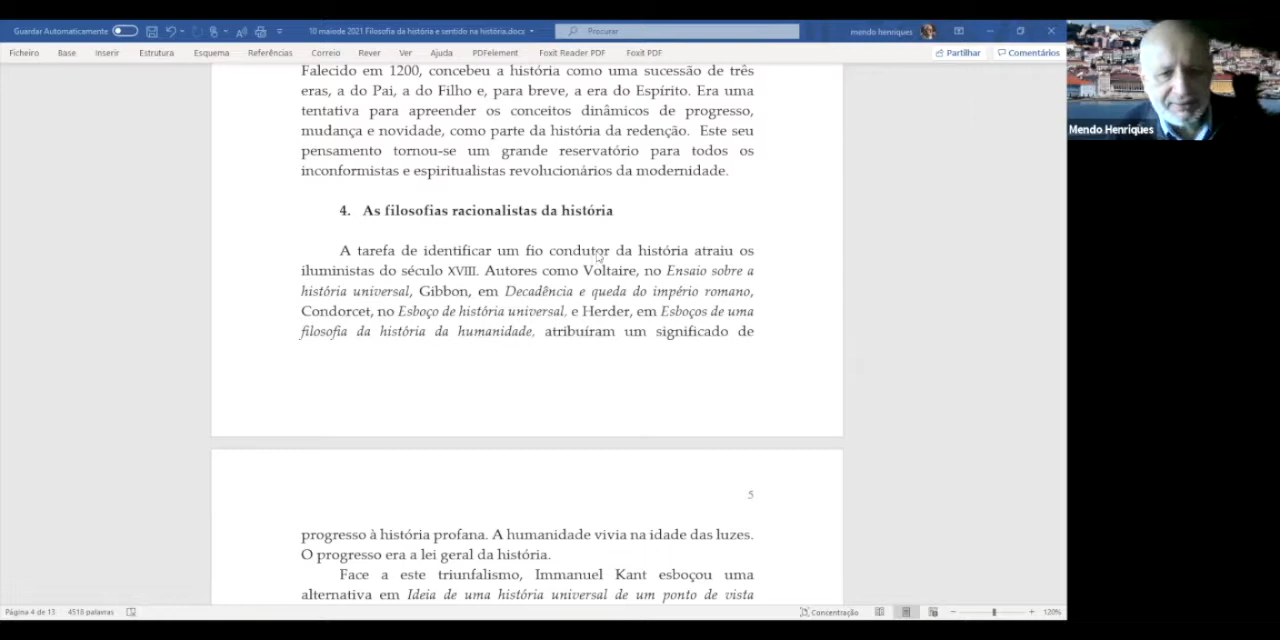 Guardar Automaticamente
10 maiode 2021 Filosofia da história e sentido na história.docx
Procurar
mendo henriques
Ficheiro Base Inserir Estrutura Esquema Referências Correio Rever Ver Ajuda PDFelement Foxit Reader PDF Foxit PDF
Partilhar Comentários
Mendo Henriques
Falecido em 1200, concebeu a história como uma sucessão de três
eras, a do Pai, a do Filho e, para breve, a era do Espírito. Era uma
tentativa para apreender os conceitos dinâmicos de progresso,
mudança e novidade, como parte da história da redenção. Este seu
pensamento tornou-se um grande reservatório para todos os
inconformistas e espiritualistas revolucionários da modernidade.
4. As filosofias racionalistas da história
A tarefa de identificar um fio condutor da história atraiu os
iluministas do século XVIII. Autores como Voltaire, no Ensaio sobre a
história universal, Gibbon, em Decadência e queda do império romano,
Condorcet, no Esboço de história universal, e Herder, em Esboços de uma
filosofia da história da humanidade, atribuíram um significado de
5
progresso à história profana. A humanidade vivia na idade das luzes.
O progresso era a lei geral da história.
Face a este triunfalismo, Immanuel Kant esboçou uma
alternativa em Ideia de uma história universal de um ponto de vista
Página 4 de 13 4518 palavras
Concentração
120%